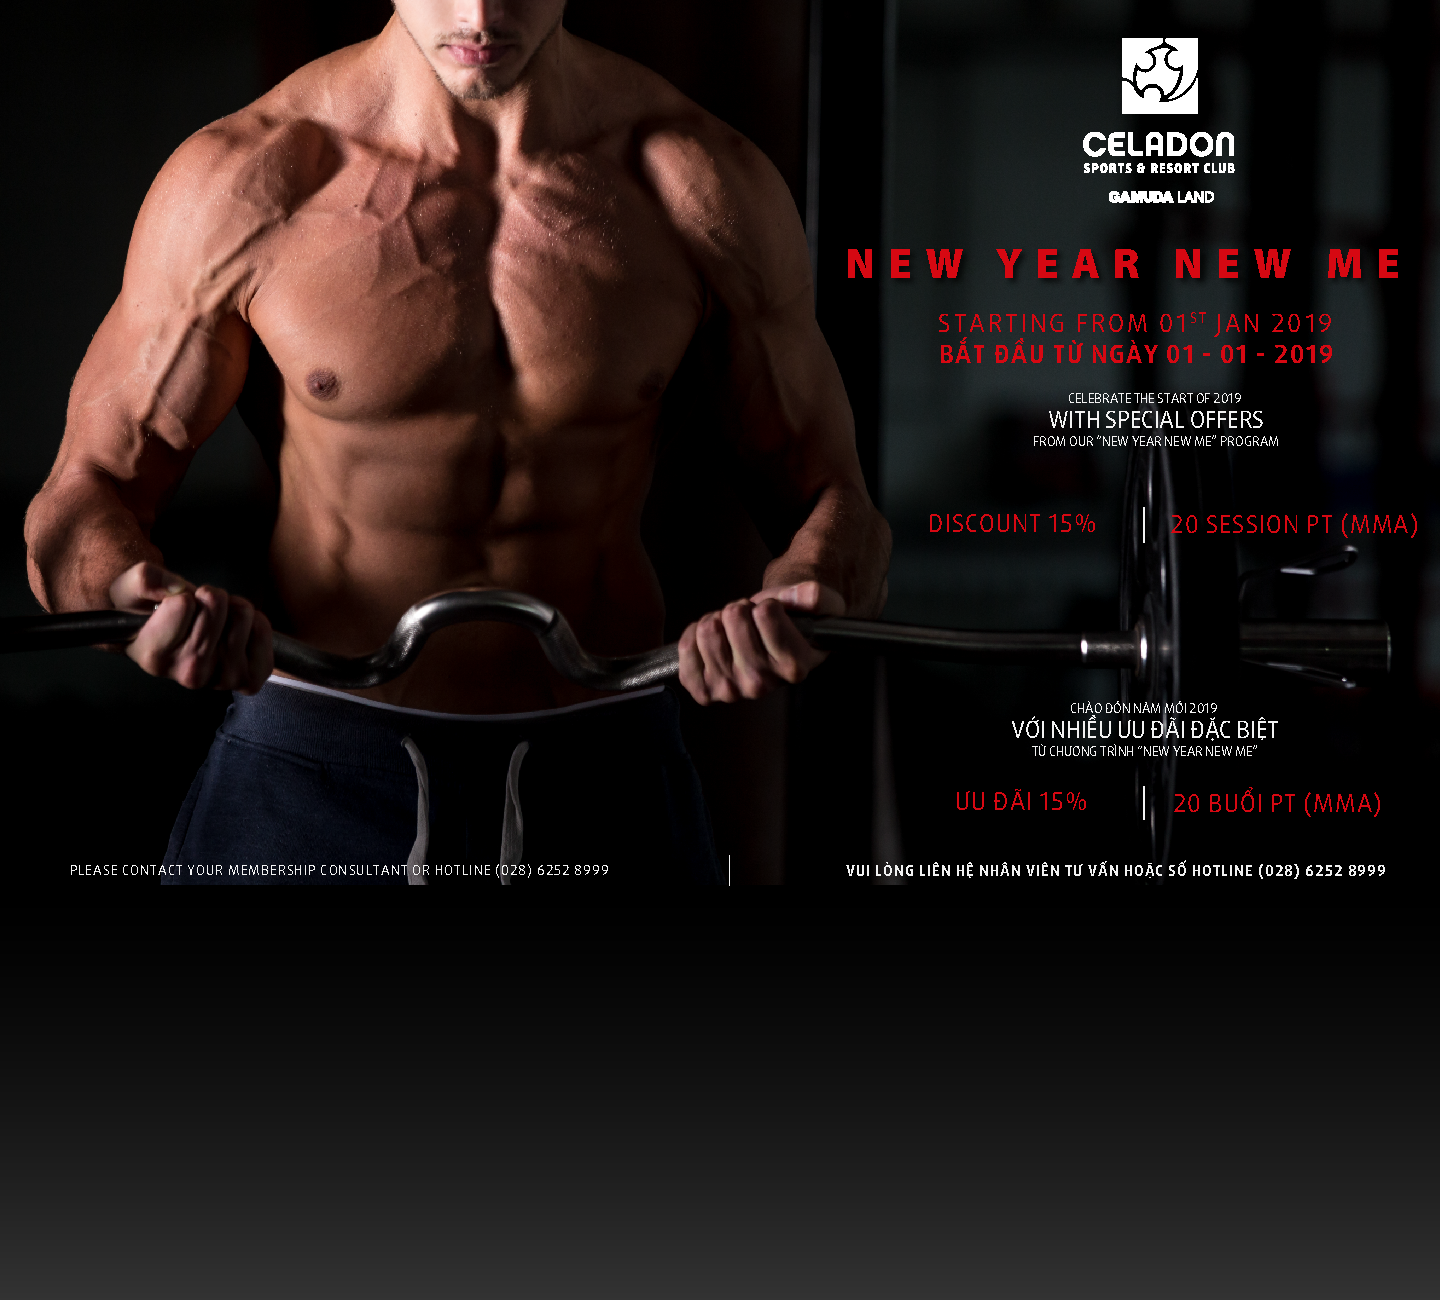 CELADON
SPORTS & RESORT CLUB
GAMUDA LAND
NEW YEAR NEW ME
STARTING FROM 01ST JAN 2019
BẮT ĐẦU TỪ NGÀY 01 - 01 - 2019
CELEBRATE THE START OF 2019
WITH SPECIAL OFFERS
FROM OUR "NEW YEAR NEW ME" PROGRAM
DISCOUNT 15% | 20 SESSION PT (MMA)
CHÀO ĐÓN NĂM MỚI 2019
VỚI NHIỀU ƯU ĐÃI ĐẶC BIỆT
TỪ CHƯƠNG TRÌNH "NEW YEAR NEW ME"
ƯU ĐÃI 15% | 20 BUỔI PT (MMA)
PLEASE CONTACT YOUR MEMBERSHIP CONSULTANT OR HOTLINE (028) 6252 8999 | VUI LÒNG LIÊN HỆ NHÂN VIÊN TƯ VẤN HOẶC SỐ HOTLINE (028) 6252 8999